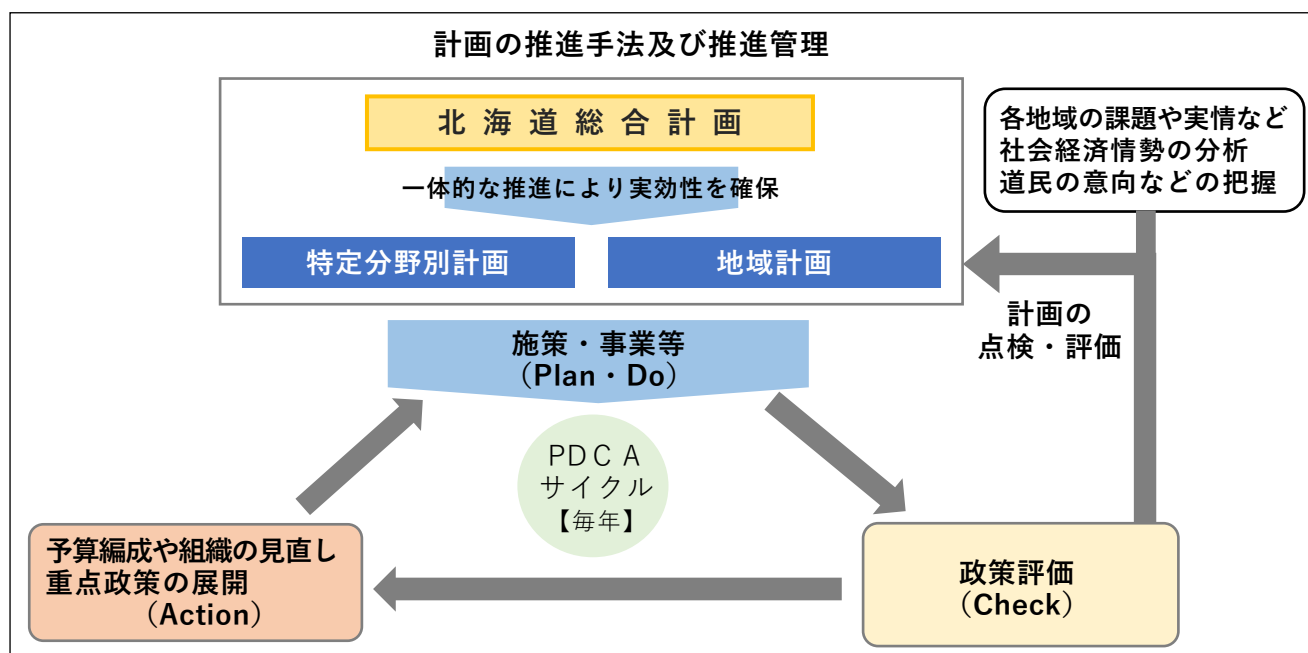 計画の推進手法及び推進管理
北海道総合計画
一体的な推進により実効性を確保
特定分野別計画
地域計画
各地域の課題や実情など
社会経済情勢の分析
道民の意向などの把握
計画の
点検・評価
施策・事業等
（Plan・Do）
PDCA
サイクル
【毎年】
予算編成や組織の見直し
重点政策の展開
（Action）
政策評価
（Check）